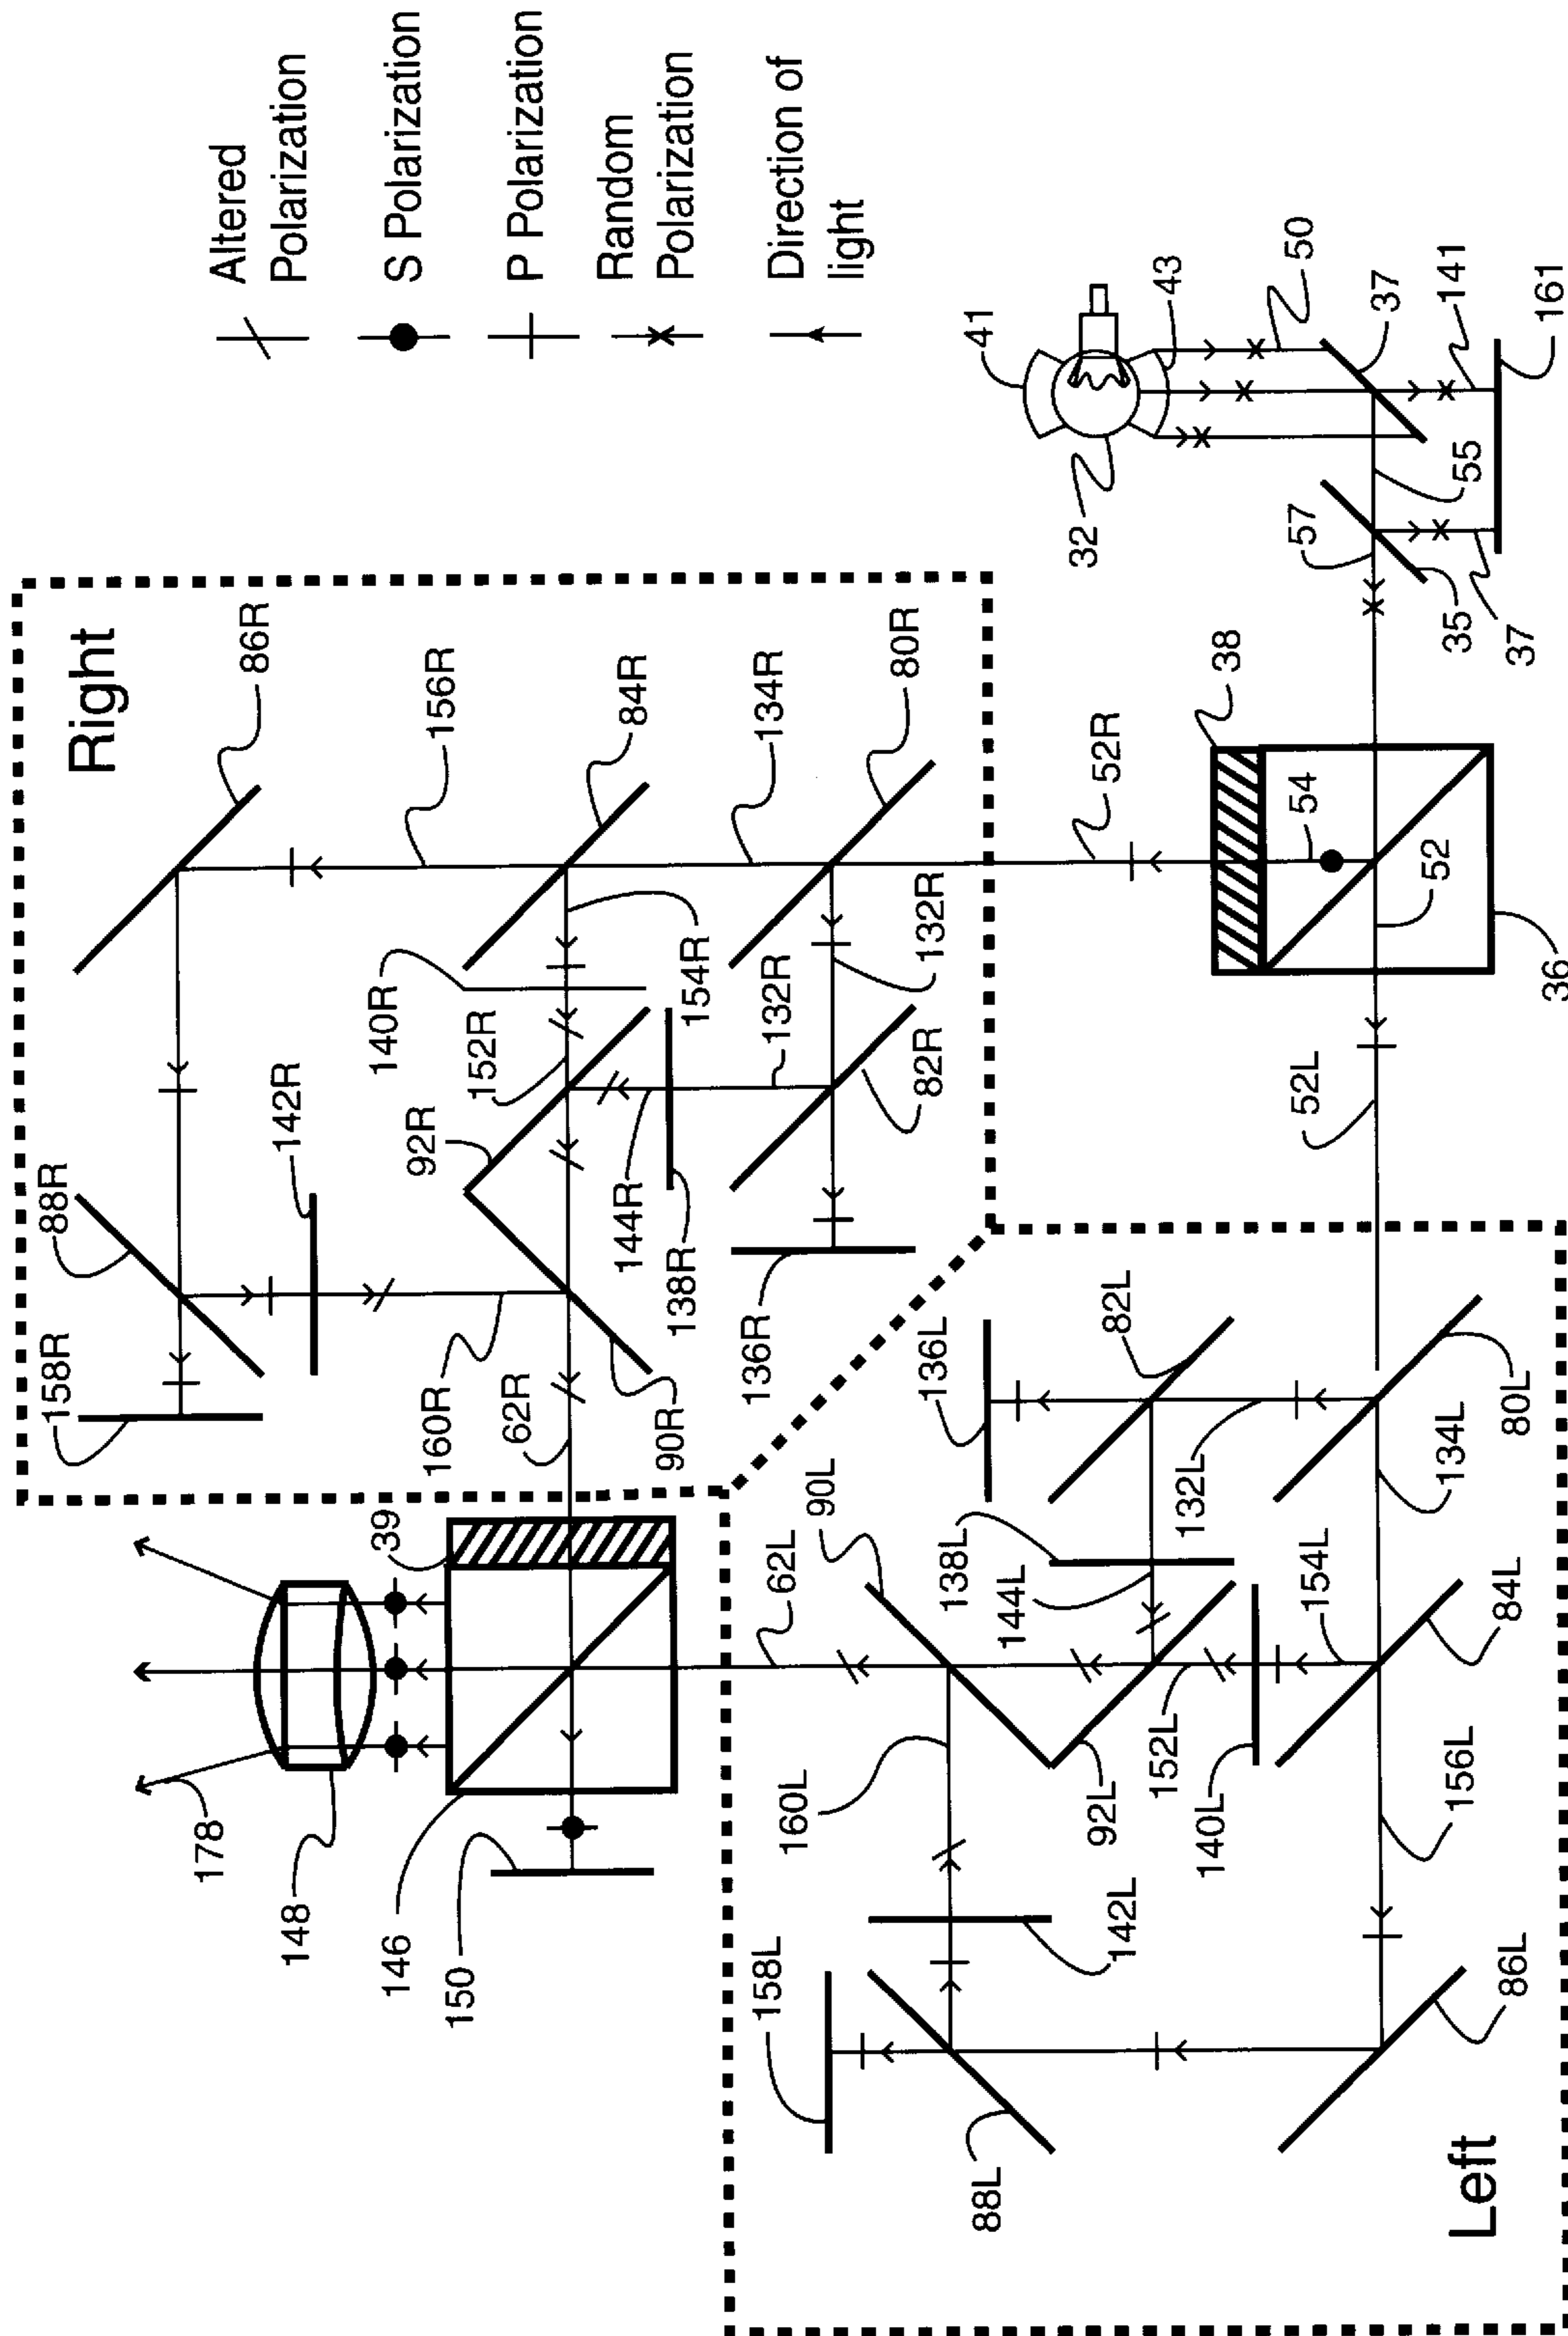 Altered
Polarization
S Polarization
P Polarization
Random
Polarization
Direction of
light
Right
86R
156R
84R
134R
80R
140R
154R
152R
132R
132R
92R
82R
144R
138R
142R
88R
158R
160R
62R
90R
136R
41
43
50
32
37
141
161
55
57
35
37
38
54
52R
52
36
52L
39
178
148
146
150
62L
90L
136L
82L
138L
132L
80L
144L
134L
154L
84L
152L
140L
92L
160L
156L
142L
158L
88L
86L
Left